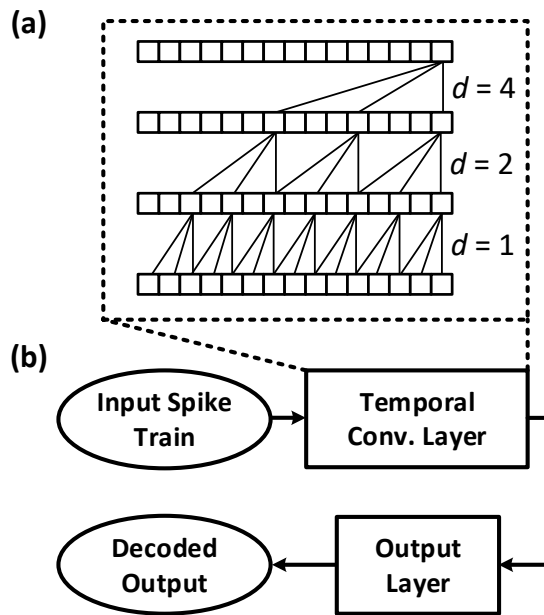 (a)
d = 4
d = 2
d = 1
(b)
Input Spike
Train
Temporal
Conv. Layer
Decoded
Output
Output
Layer